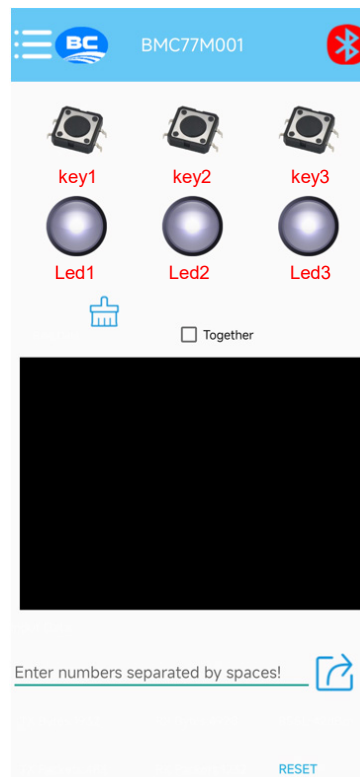 BC
BMC77M001
key1 key2 key3
Led1 Led2 Led3
Together
Enter numbers separated by spaces!
RESET